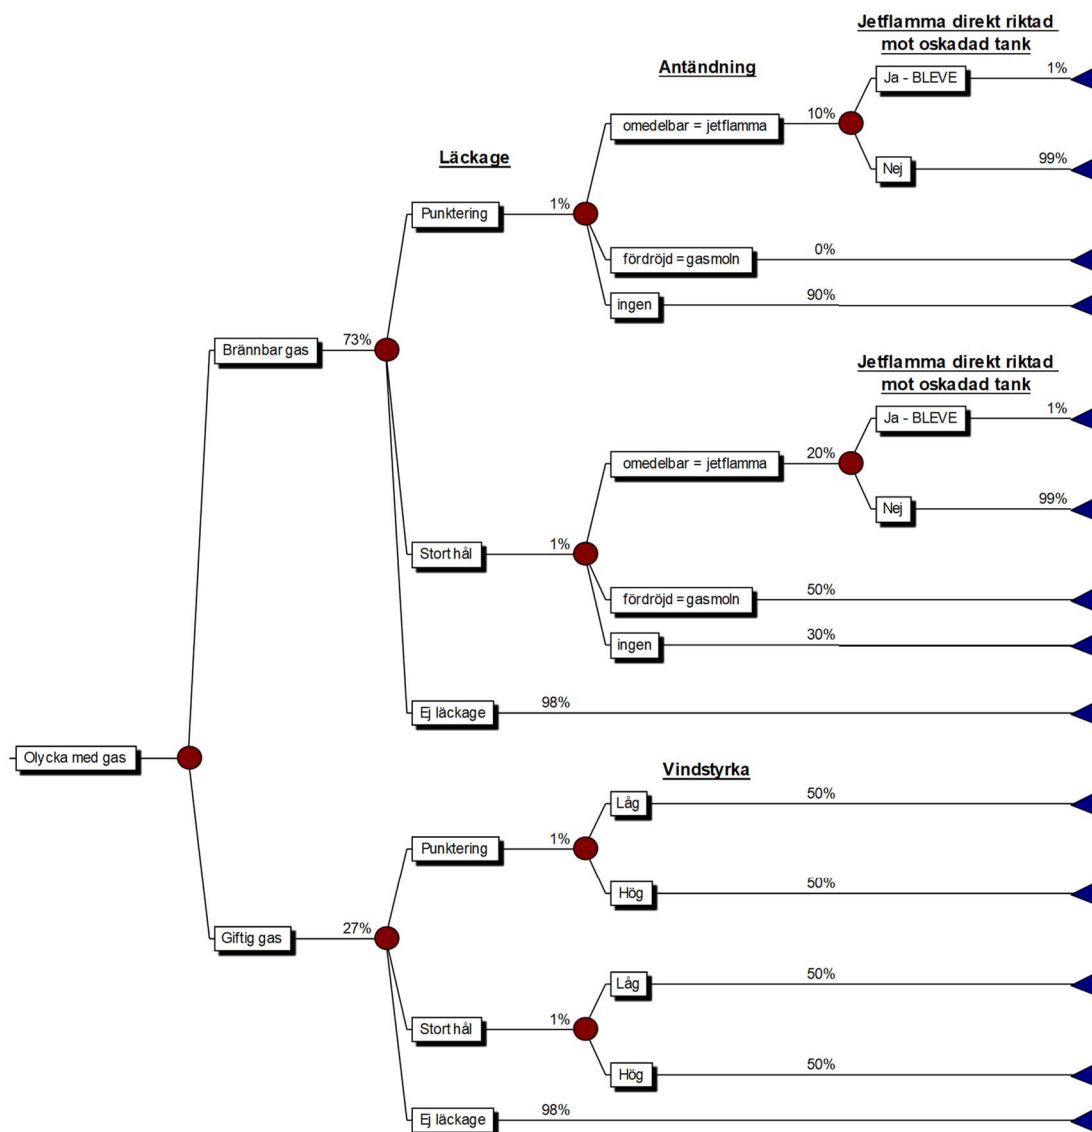 Jetflamma direkt riktad
mot oskadad tank
Antändning
Ja - BLEVE 1%
omedelbar = jetflamma 10%
Läckage
Nej 99%
Punktering 1%
fördröjd = gasmoln 0%
ingen 90%
Brännbar gas 73%
Jetflamma direkt riktad
mot oskadad tank
Ja - BLEVE 1%
omedelbar = jetflamma 20%
Nej 99%
Stort hål 1%
fördröjd = gasmoln 50%
ingen 30%
Ej läckage 98%
Olycka med gas
Vindstyrka
Låg 50%
Punktering 1%
Hög 50%
Giftig gas 27%
Låg 50%
Stort hål 1%
Hög 50%
Ej läckage 98%